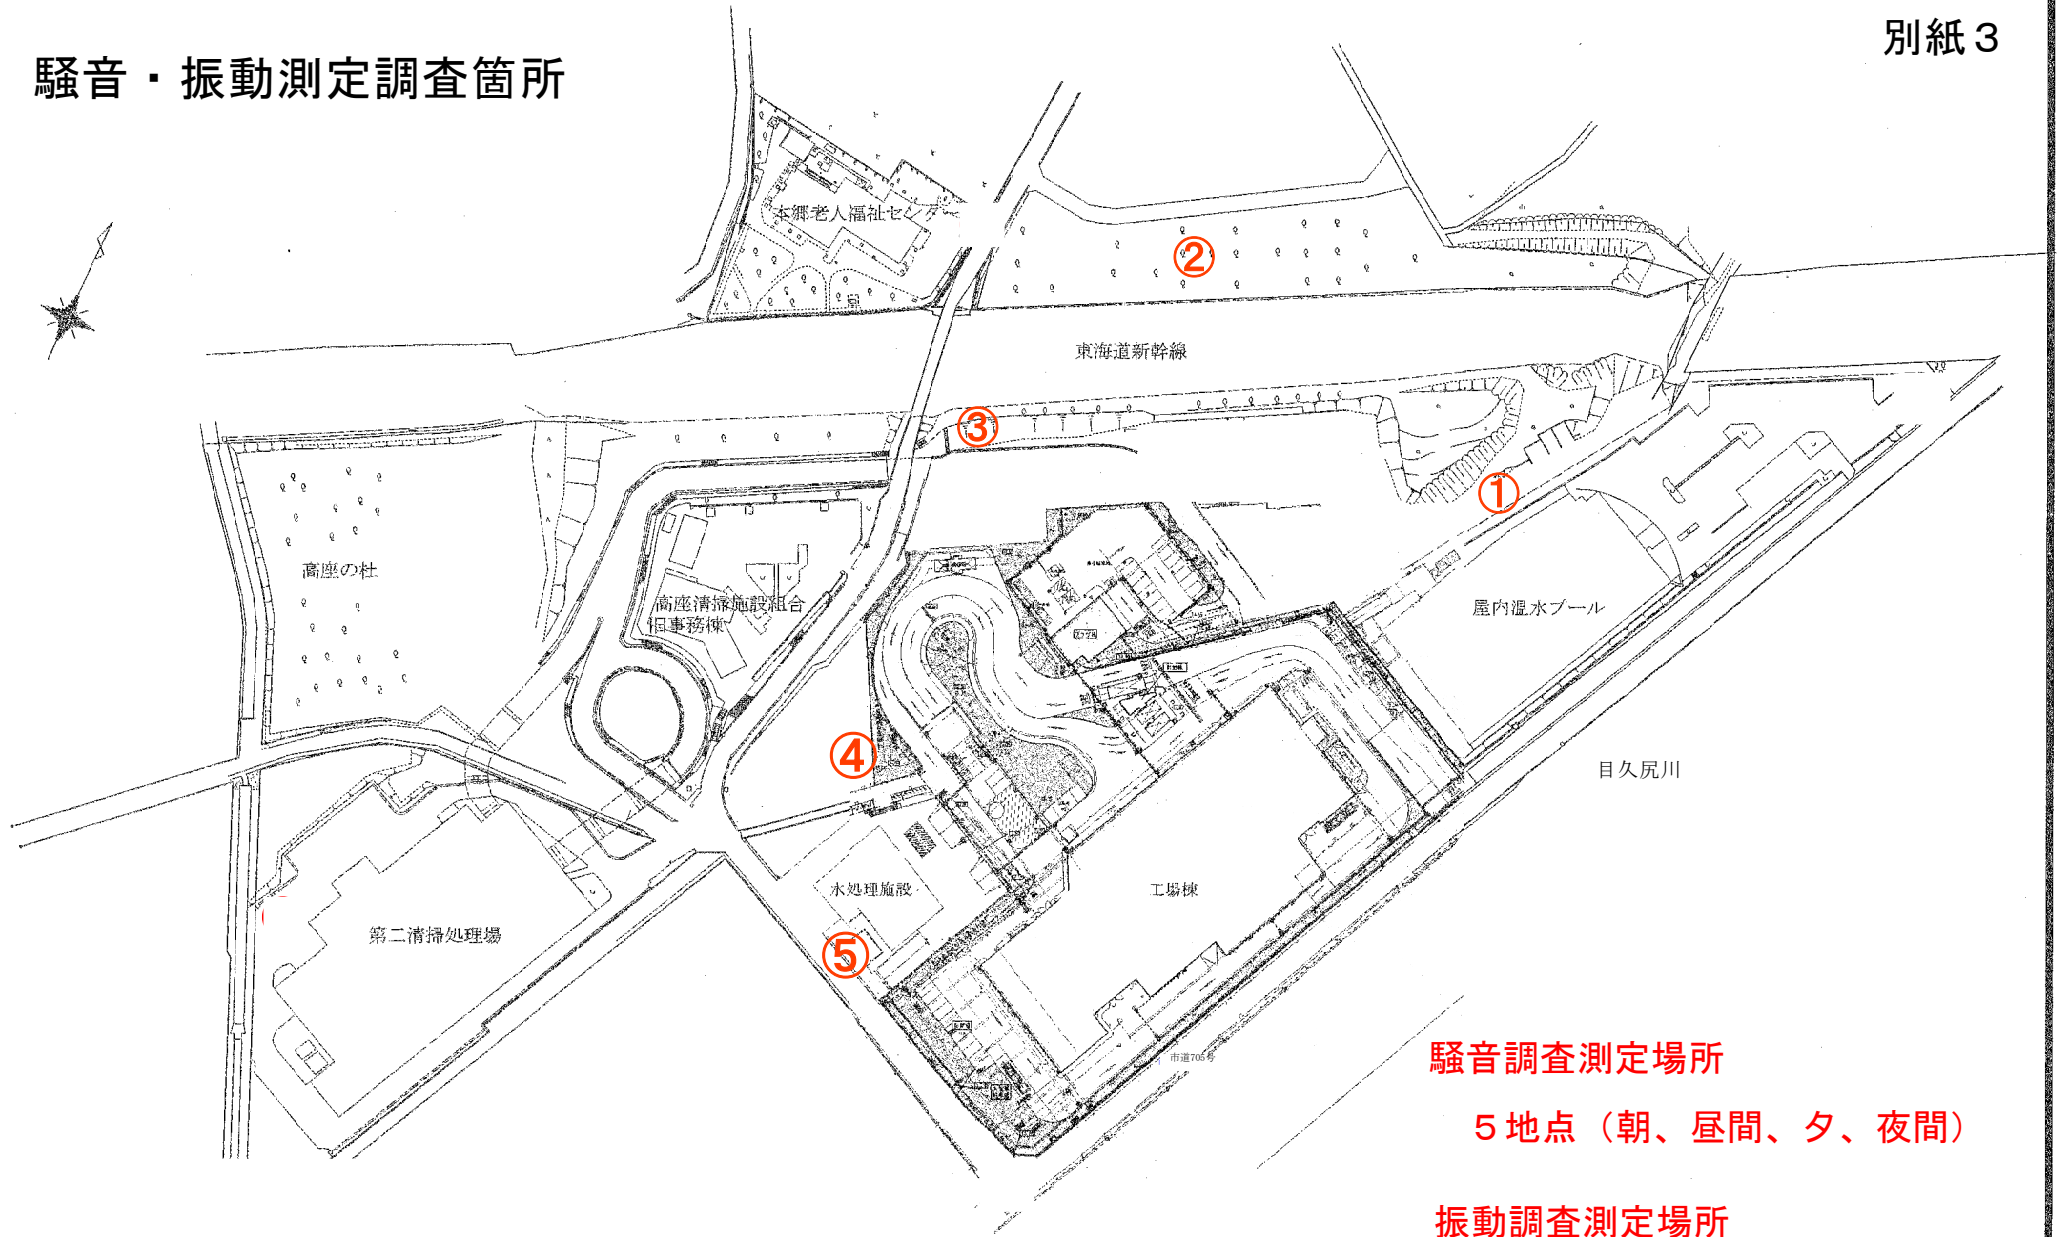 別紙３
騒音・振動測定調査箇所
本郷老人福祉センター
②
東海道新幹線
③
①
高座の杜
高座清掃施設組合
旧事務棟
屋内温水プール
④
目久尻川
水処理施設
工場棟
第二清掃処理場
⑤
市道705号
騒音調査測定場所
５地点（朝、昼間、夕、夜間）
振動調査測定場所